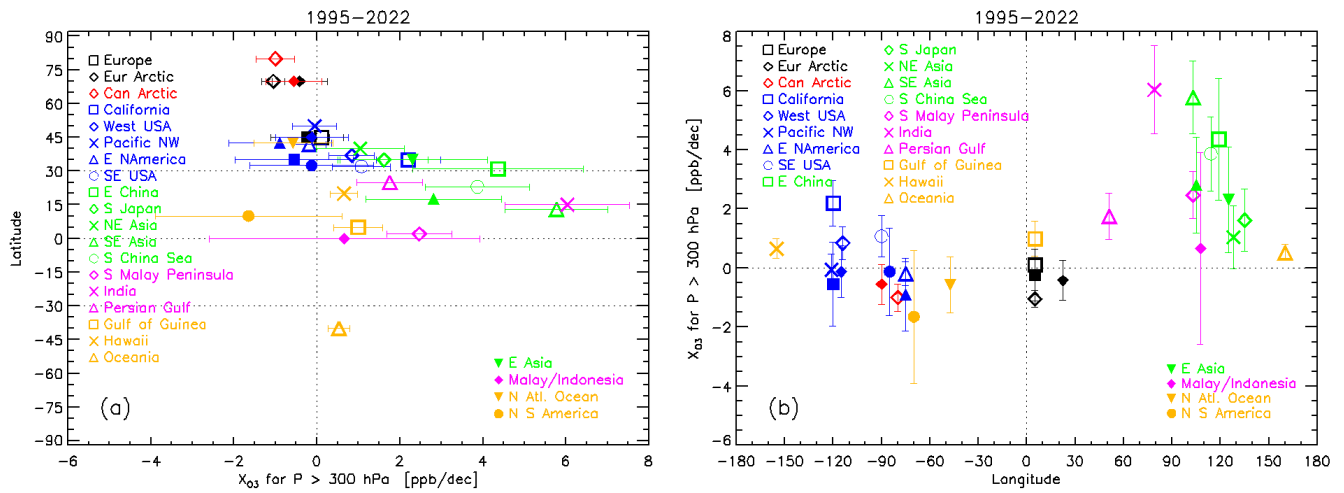 1995-2022
90
75
60
45
30
15
0
-15
-30
-45
-60
-75
-90
Latitude
Europe
Eur Arctic
Can Arctic
California
West USA
Pacific NW
E NAmerica
SE USA
E China
S Japan
NE Asia
SE Asia
S China Sea
S Malay Peninsula
India
Persian Gulf
Gulf of Guinea
Hawaii
Oceania
E Asia
Malay/Indonesia
N Atl. Ocean
N S America
(a)
-6 -4 -2 0 2 4 6 8
X_O3 for P > 300 hPa [ppb/dec]
1995-2022
8
6
4
2
0
-2
-4
-6
X_O3 for P > 300 hPa [ppb/dec]
Europe
Eur Arctic
Can Arctic
California
West USA
Pacific NW
E NAmerica
SE USA
E China
S Japan
NE Asia
SE Asia
S China Sea
S Malay Peninsula
India
Persian Gulf
Gulf of Guinea
Hawaii
Oceania
E Asia
Malay/Indonesia
N Atl. Ocean
N S America
(b)
-180 -150 -120 -90 -60 -30 0 30 60 90 120 150 180
Longitude